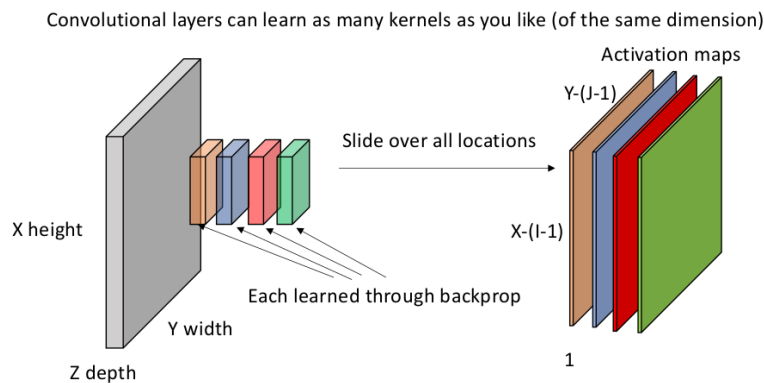 Convolutional layers can learn as many kernels as you like (of the same dimension)
Activation maps
Y-(J-1)
Slide over all locations
X height
X-(I-1)
Each learned through backprop
Y width
1
Z depth